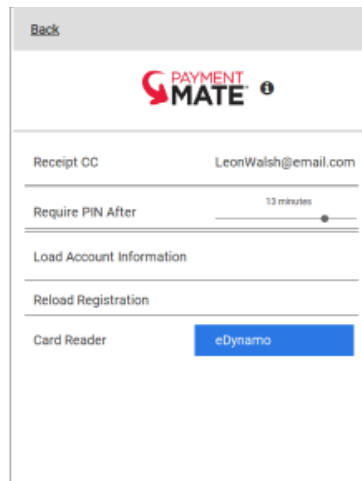 Back
PAYMENT
MATE
Receipt CC LeonWalsh@email.com
Require PIN After 13 minutes
Load Account Information
Reload Registration
Card Reader eDynamo